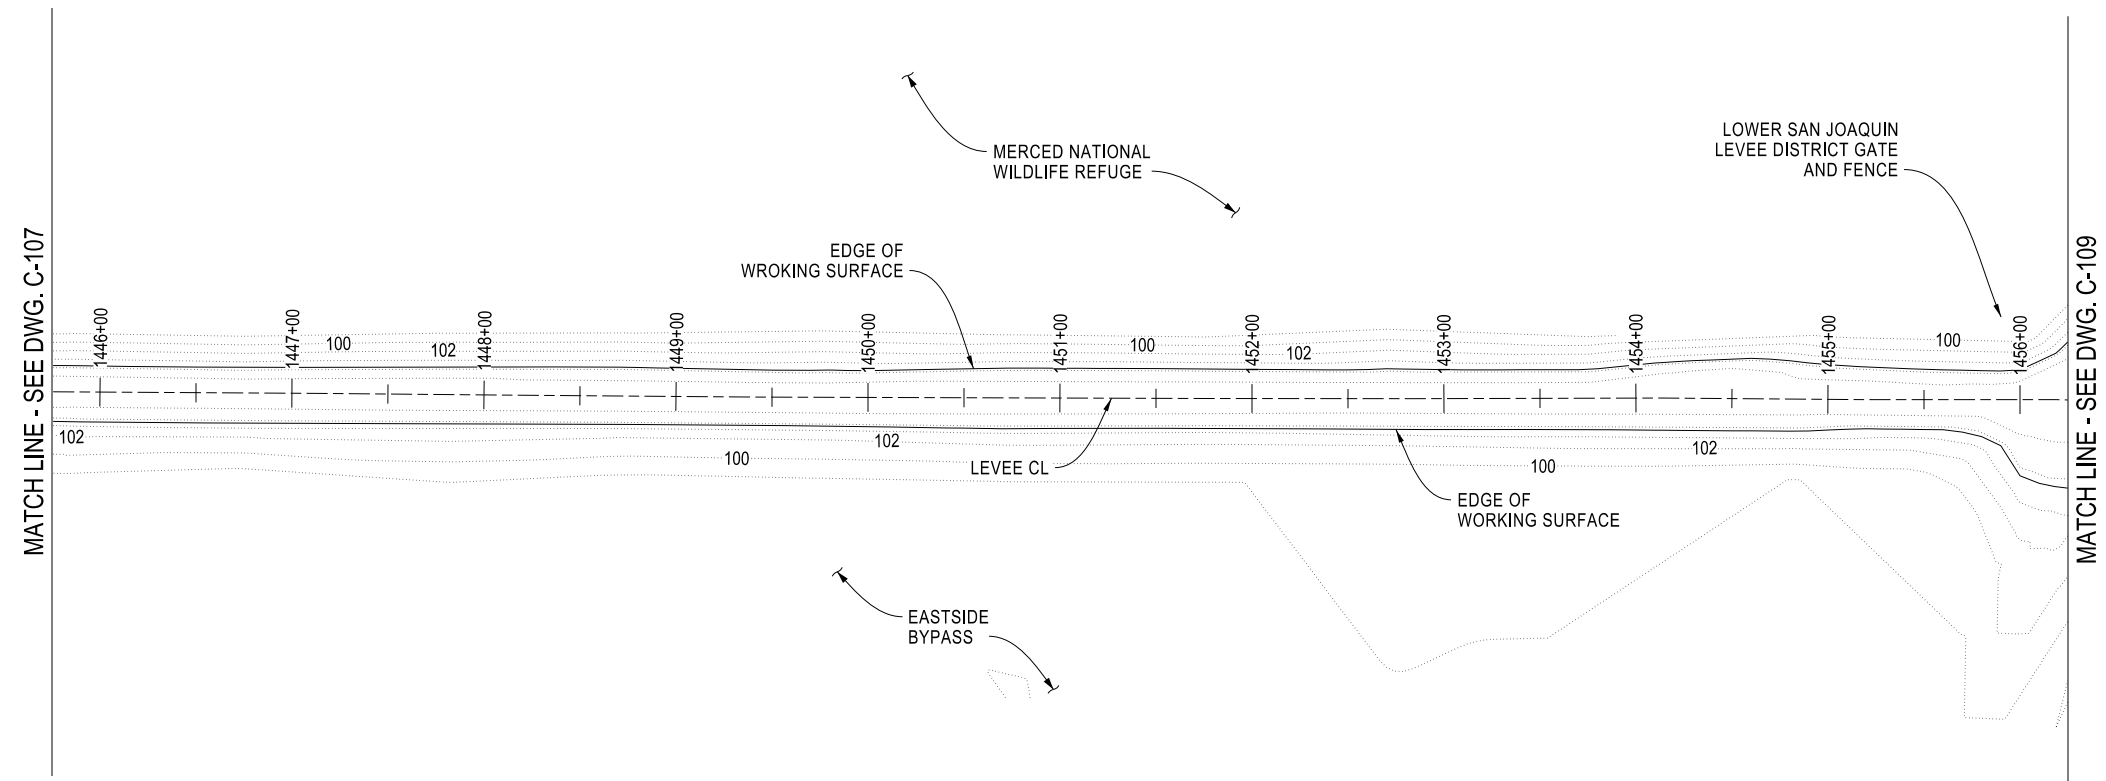 MERCED NATIONAL
WILDLIFE REFUGE
LOWER SAN JOAQUIN
LEVEE DISTRICT GATE
AND FENCE
EDGE OF
WROKING SURFACE
MATCH LINE - SEE DWG. C-107
MATCH LINE - SEE DWG. C-109
1446+00
1447+00
1448+00
1449+00
1450+00
1451+00
1452+00
1453+00
1454+00
1455+00
1456+00
100
102
100
102
100
102
102
102
100
100
LEVEE CL
EDGE OF
WORKING SURFACE
EASTSIDE
BYPASS